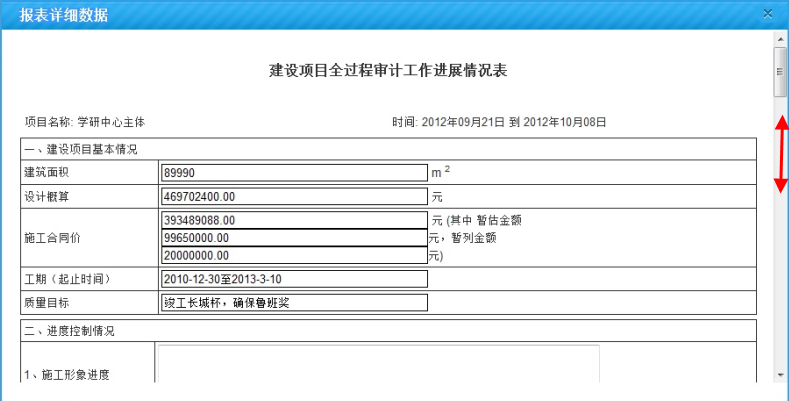 报表详细数据
建设项目全过程审计工作进展情况表
项目名称: 学研中心主体 时间: 2012年09月21日 到 2012年10月08日
一、建设项目基本情况
建筑面积 89990 m 2
设计概算 469702400.00 元
施工合同价 393489088.00 元 (其中 暂估金额
99650000.00 元，暂列金额
20000000.00 元)
工期（起止时间） 2010-12-30至2013-3-10
质量目标 竣工长城杯，确保鲁班奖
二、进度控制情况
1、施工形象进度